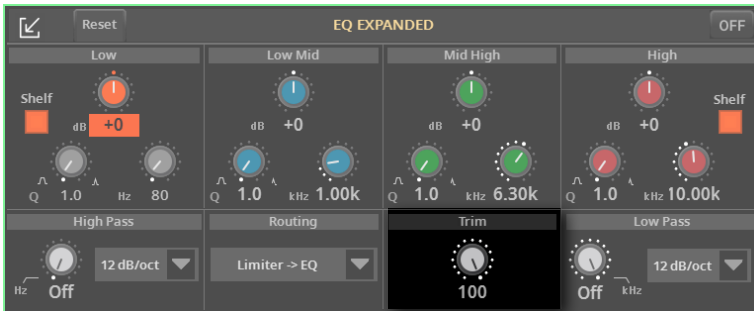 Reset
EQ EXPANDED
OFF
Low
Low Mid
Mid High
High
Shelf
Shelf
dB +0
dB +0
dB +0
dB +0
Q 1.0 Hz 80
Q 1.0 kHz 1.00k
Q 1.0 kHz 6.30k
Q 1.0 kHz 10.00k
High Pass
Routing
Trim
Low Pass
12 dB/oct
Limiter -> EQ
12 dB/oct
Hz Off
100
Off kHz